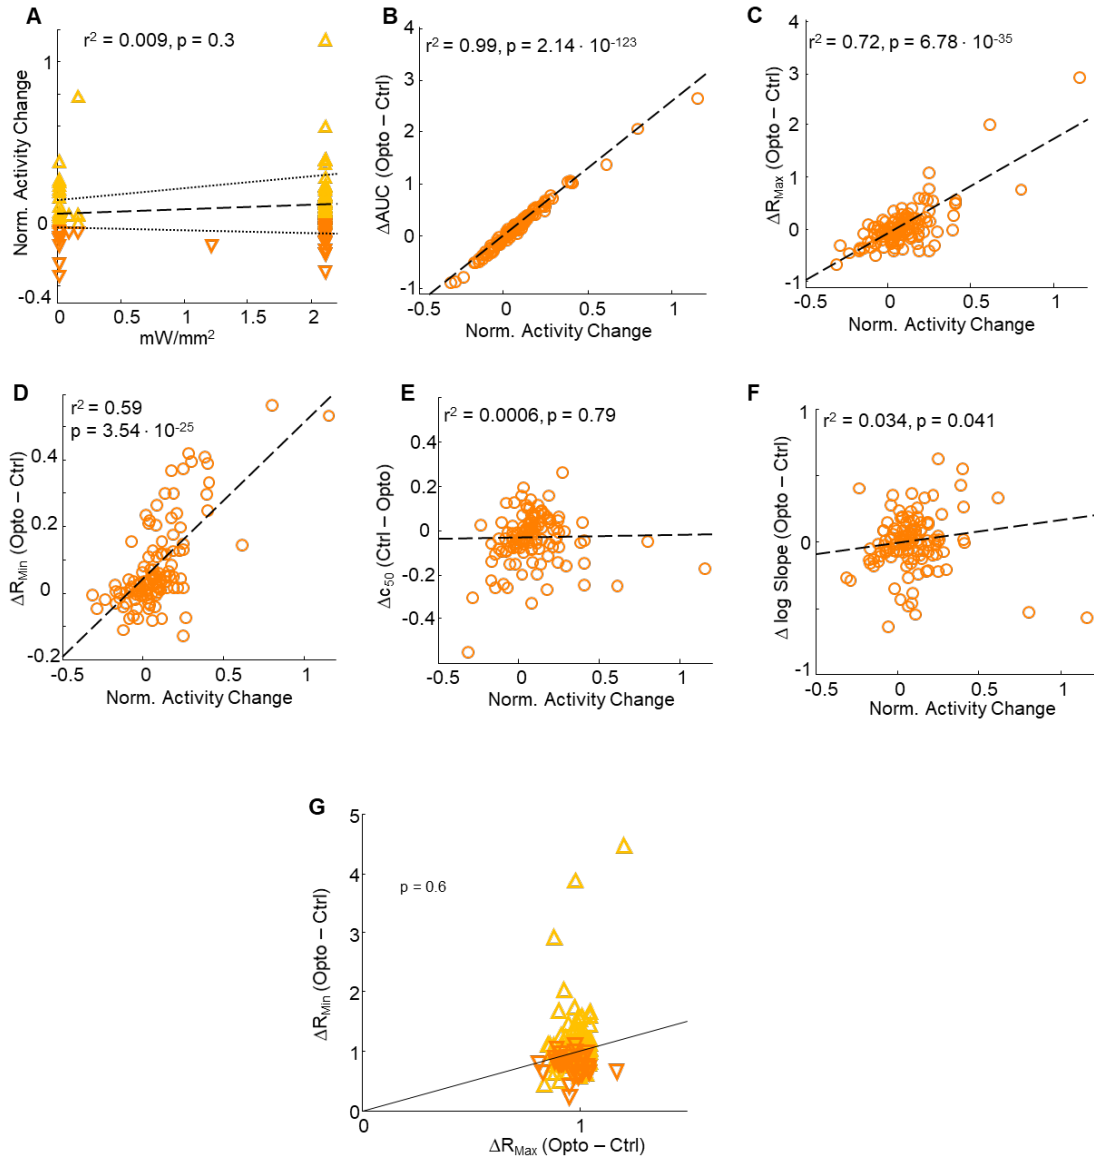 A
r² = 0.009, p = 0.3
Norm. Activity Change
1
0
-0.4
0
0.5
1
1.5
2
mW/mm²
B
r² = 0.99, p = 2.14 · 10⁻¹²³
ΔAUC (Opto – Ctrl)
4
3
2
1
0
-1
-0.5
0
0.5
1
Norm. Activity Change
C
r² = 0.72, p = 6.78 · 10⁻³⁵
ΔR_Max (Opto – Ctrl)
4
3
2
1
0
-1
-0.5
0
0.5
1
Norm. Activity Change
D
r² = 0.59
p = 3.54 · 10⁻²⁵
ΔR_Min (Opto – Ctrl)
0.4
0.2
0
-0.2
-0.5
0
0.5
1
Norm. Activity Change
E
r² = 0.0006, p = 0.79
Δc₅₀ (Ctrl – Opto)
0.4
0.2
0
-0.2
-0.4
-0.5
0
0.5
1
Norm. Activity Change
F
r² = 0.034, p = 0.041
Δ log Slope (Opto – Ctrl)
1
0
-1
-0.5
0
0.5
1
Norm. Activity Change
G
p = 0.6
ΔR_Min (Opto – Ctrl)
5
4
3
2
1
0
0
1
ΔR_Max (Opto – Ctrl)